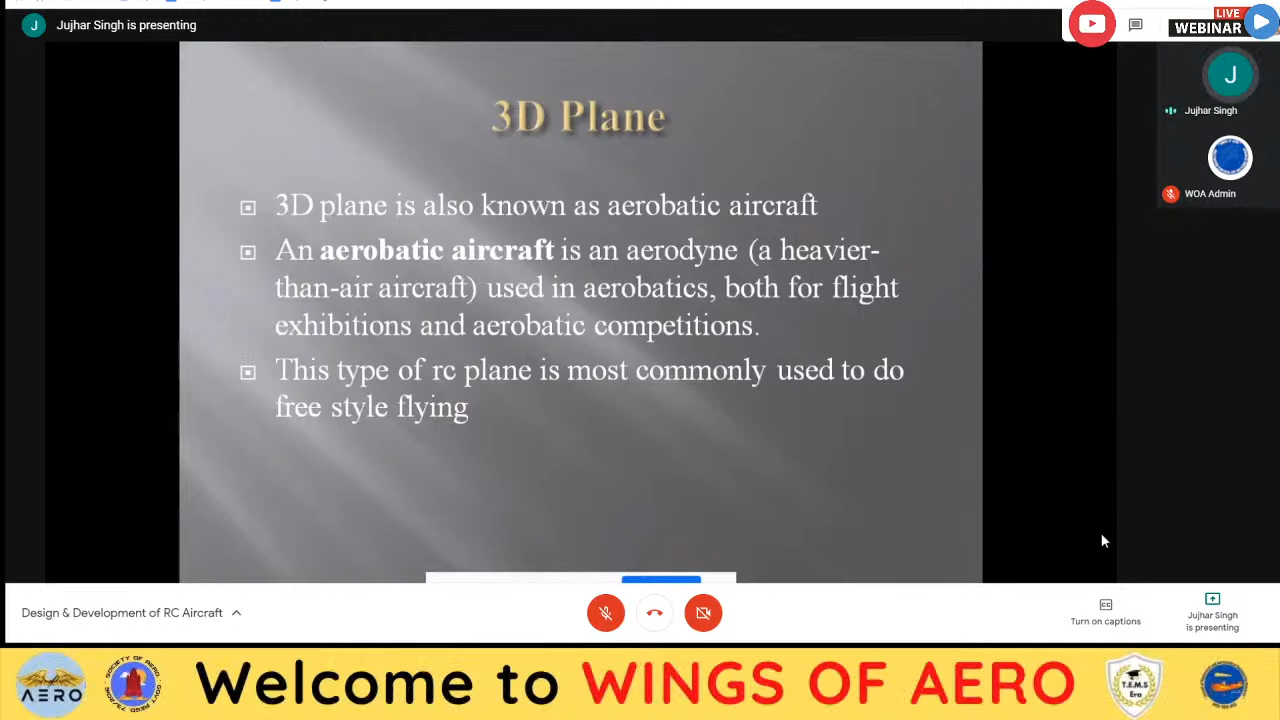 J Jujhar Singh is presenting
LIVE
WEBINAR
J
Jujhar Singh
WOA Admin
3D Plane
3D plane is also known as aerobatic aircraft
An aerobatic aircraft is an aerodyne (a heavier-
than-air aircraft) used in aerobatics, both for flight
exhibitions and aerobatic competitions.
This type of rc plane is most commonly used to do
free style flying
Design & Development of RC Aircraft
CC
Turn on captions
Jujhar Singh
is presenting
AERO
Welcome to WINGS OF AERO
T.E.M.S
Era